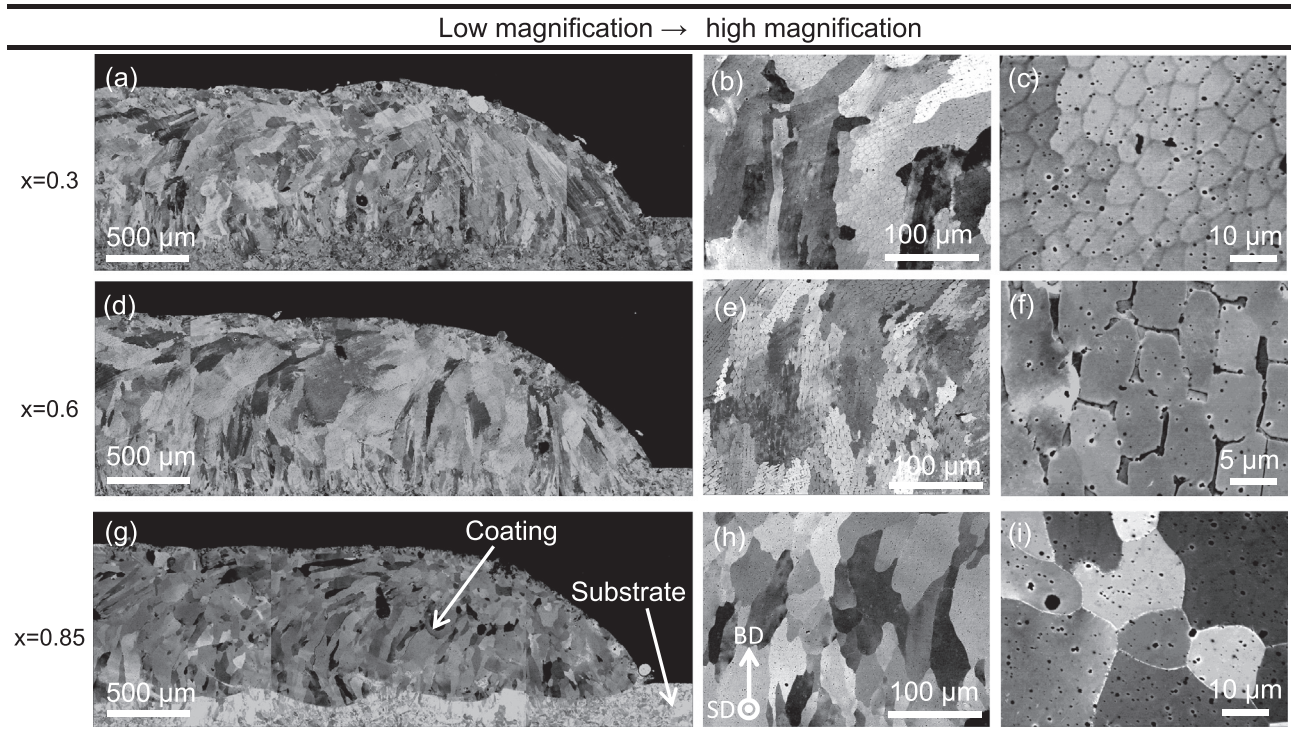 Low magnification → high magnification
(a)
(b)
(c)
x=0.3
500 µm
100 µm
10 µm
(d)
(e)
(f)
x=0.6
500 µm
100 µm
5 µm
(g)
Coating
Substrate
(h)
(i)
x=0.85
BD
SD
500 µm
100 µm
10 µm